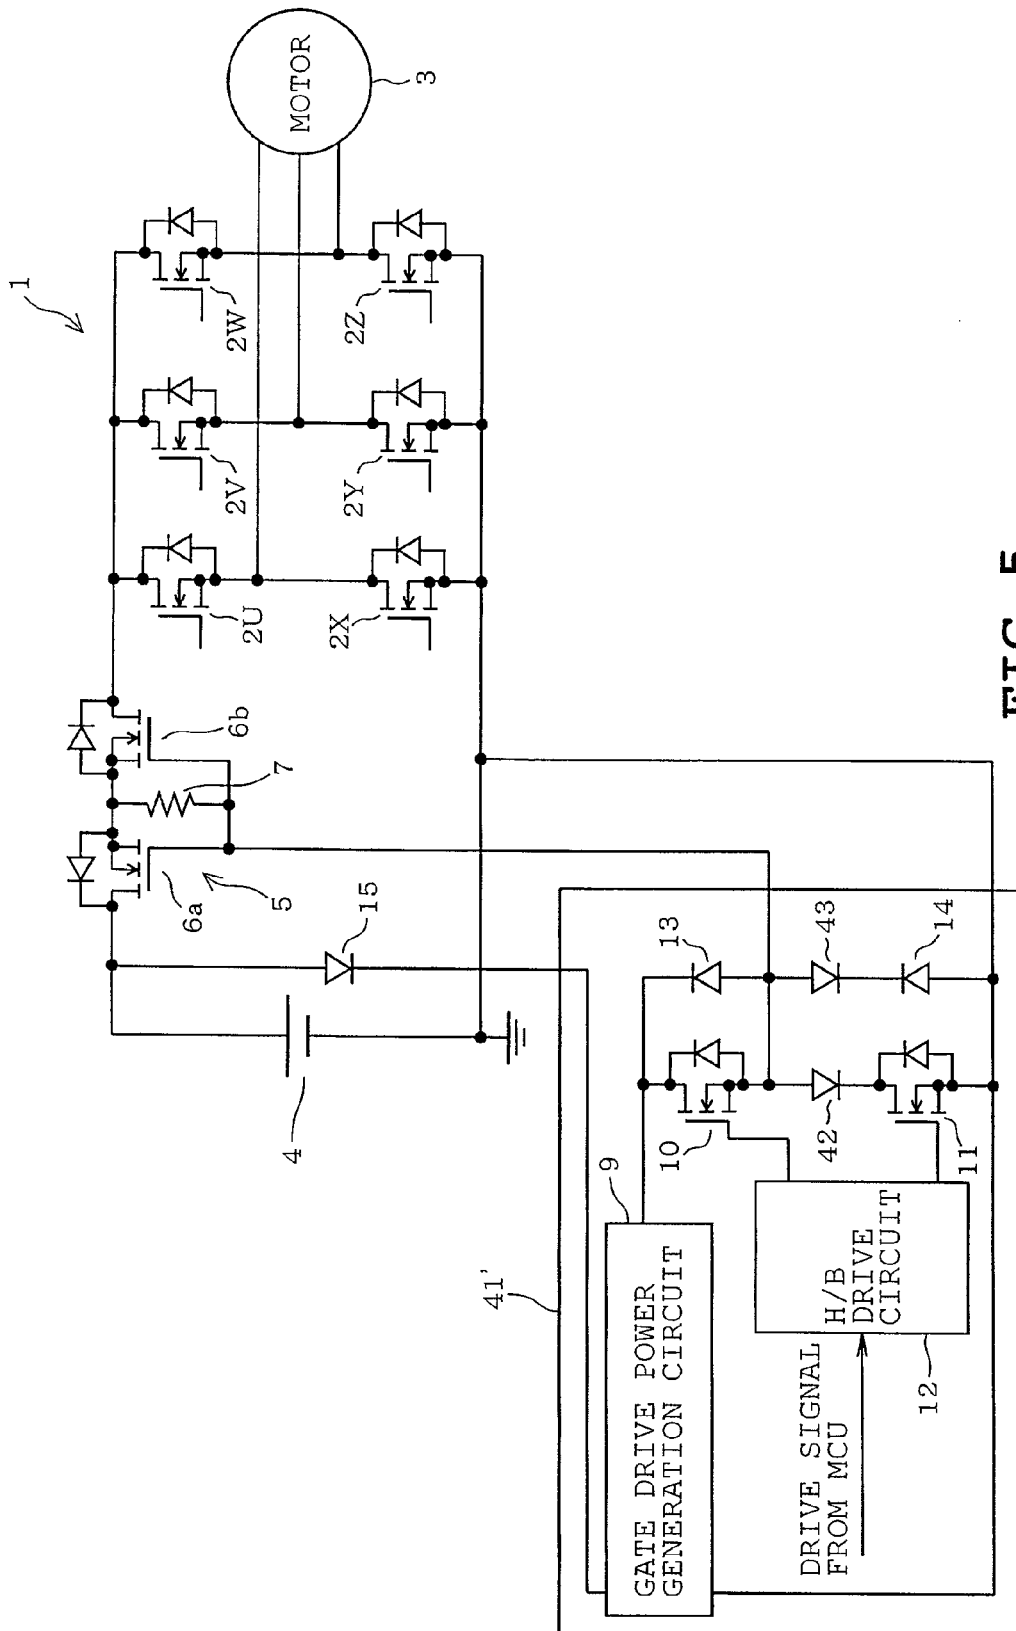 1
MOTOR
3
2U
2V
2W
2X
2Y
2Z
6a
6b
7
5
15
4
41'
9
GATE DRIVE POWER
GENERATION CIRCUIT
10
13
42
43
14
11
H/B
DRIVE
CIRCUIT
12
DRIVE SIGNAL
FROM MCU